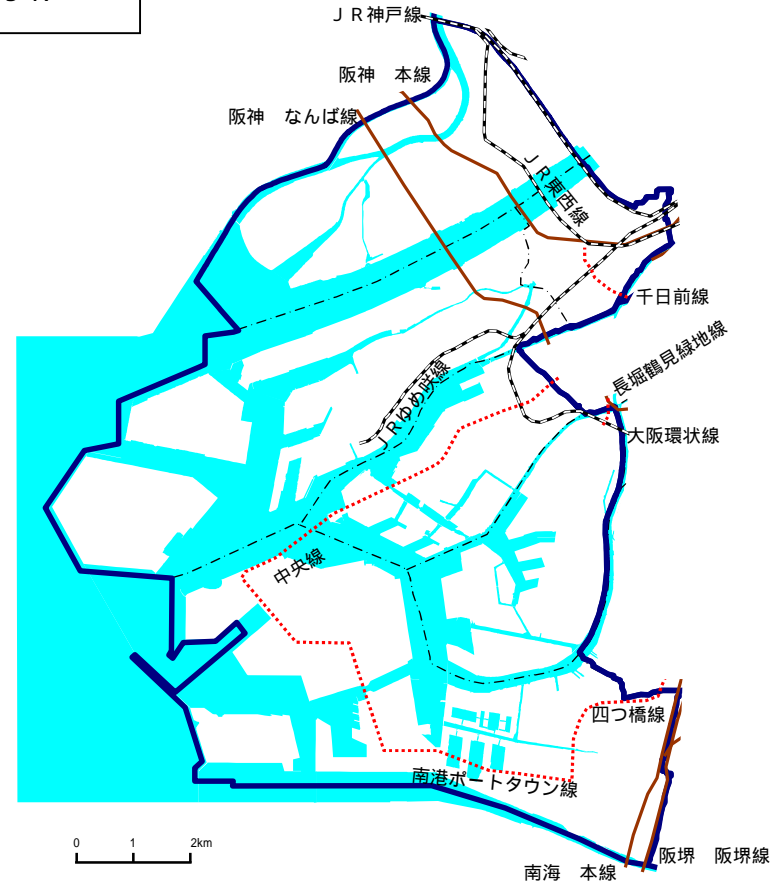 ＪＲ神戸線
阪神　本線
阪神　なんば線
ＪＲ東西線
千日前線
長堀鶴見緑地線
ＪＲゆめ咲線
大阪環状線
中央線
四つ橋線
南港ポートタウン線
0 1 2km
阪堺　阪堺線
南海　本線